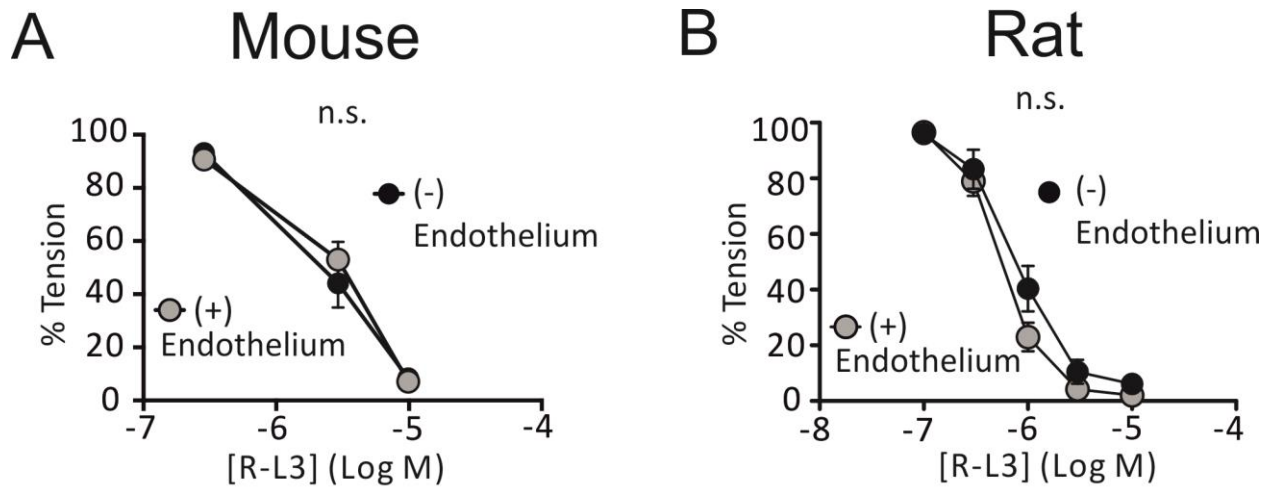 A Mouse
n.s.
100
80
60
40
20
0
% Tension
(-)
Endothelium
(+)
Endothelium
-7 -6 -5 -4
[R-L3] (Log M)
B Rat
n.s.
100
80
60
40
20
0
% Tension
(-)
Endothelium
(+)
Endothelium
-8 -7 -6 -5 -4
[R-L3] (Log M)